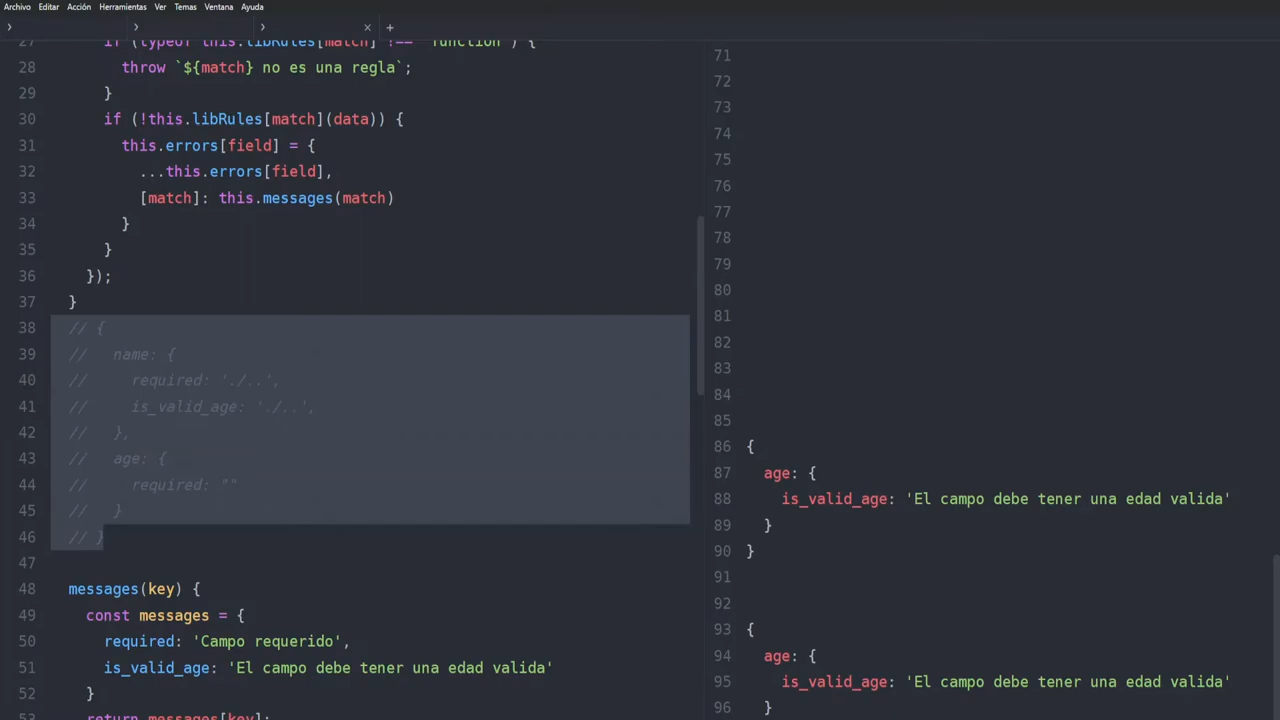 Archivo Editar Acción Herramientas Ver Temas Ventana Ayuda
› › › × +
27 if (typeof this.libRules[match] !== 'function') {
28 throw `${match} no es una regla`;
29 }
30 if (!this.libRules[match](data)) {
31 this.errors[field] = {
32 ...this.errors[field],
33 [match]: this.messages(match)
34 }
35 }
36 });
37 }
38 // {
39 // name: {
40 // required: './..',
41 // is_valid_age: './..',
42 // },
43 // age: {
44 // required: ""
45 // }
46 // }
47
48 messages(key) {
49 const messages = {
50 required: 'Campo requerido',
51 is_valid_age: 'El campo debe tener una edad valida'
52 }
53 return messages[key];
71
72
73
74
75
76
77
78
79
80
81
82
83
84
85
86 {
87 age: {
88 is_valid_age: 'El campo debe tener una edad valida'
89 }
90 }
91
92
93 {
94 age: {
95 is_valid_age: 'El campo debe tener una edad valida'
96 }